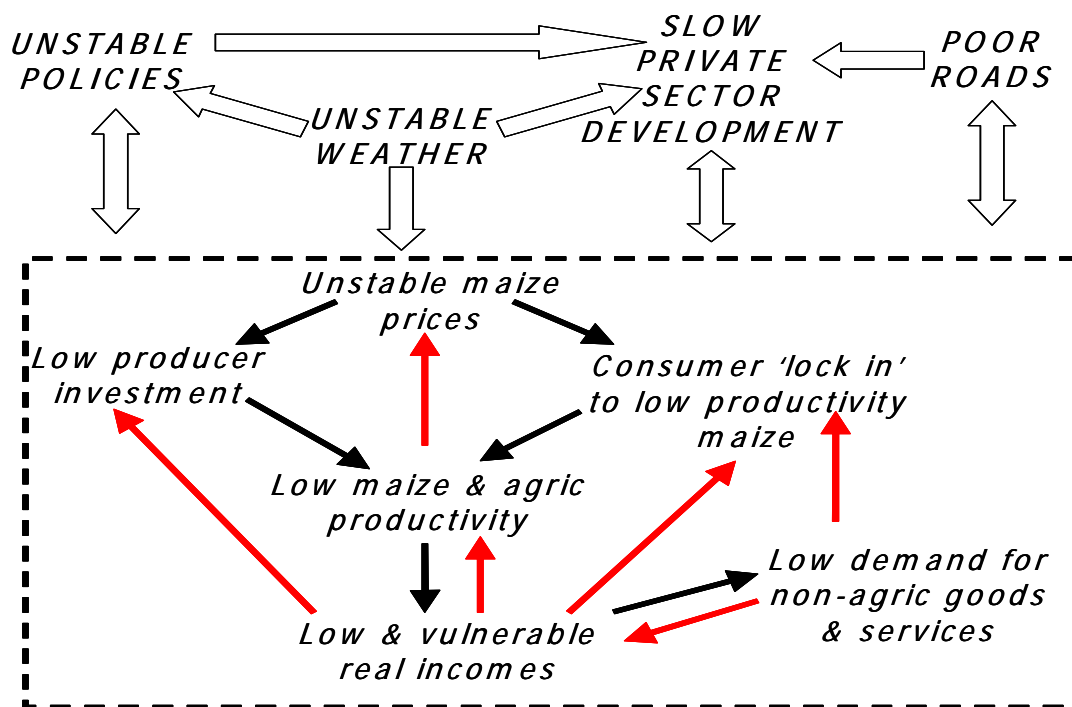 UNSTABLE
POLICIES
UNSTABLE
WEATHER
SLOW
PRIVATE
SECTOR
DEVELOPMENT
POOR
ROADS
Unstable maize
prices
Low producer
investment
Consumer ‘lock in’
to low productivity
maize
Low maize & agric
productivity
Low demand for
non-agric goods
& services
Low & vulnerable
real incomes